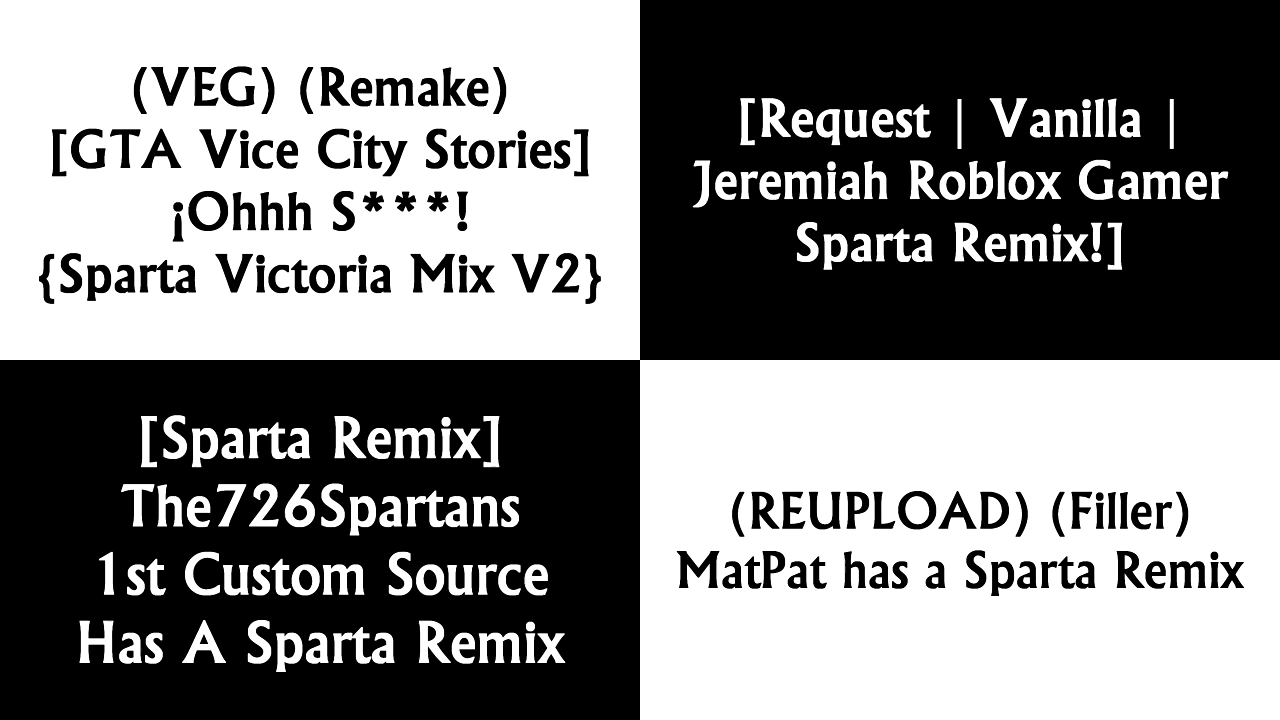 (VEG) (Remake)
[GTA Vice City Stories]
¡Ohhh S***!
{Sparta Victoria Mix V2}
[Request | Vanilla |
Jeremiah Roblox Gamer
Sparta Remix!]
[Sparta Remix]
The726Spartans
1st Custom Source
Has A Sparta Remix
(REUPLOAD) (Filler)
MatPat has a Sparta Remix